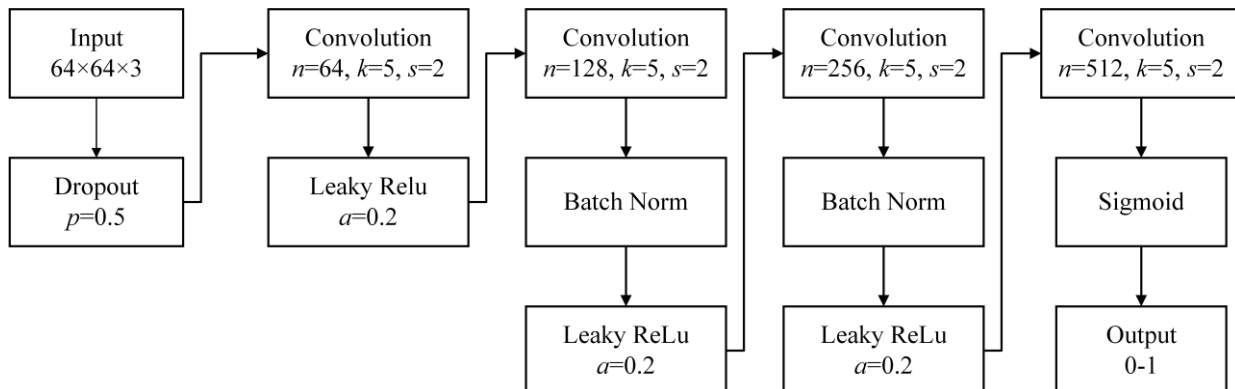 Input
64×64×3
Dropout
p=0.5
Convolution
n=64, k=5, s=2
Leaky Relu
a=0.2
Convolution
n=128, k=5, s=2
Batch Norm
Leaky ReLu
a=0.2
Convolution
n=256, k=5, s=2
Batch Norm
Leaky ReLu
a=0.2
Convolution
n=512, k=5, s=2
Sigmoid
Output
0-1